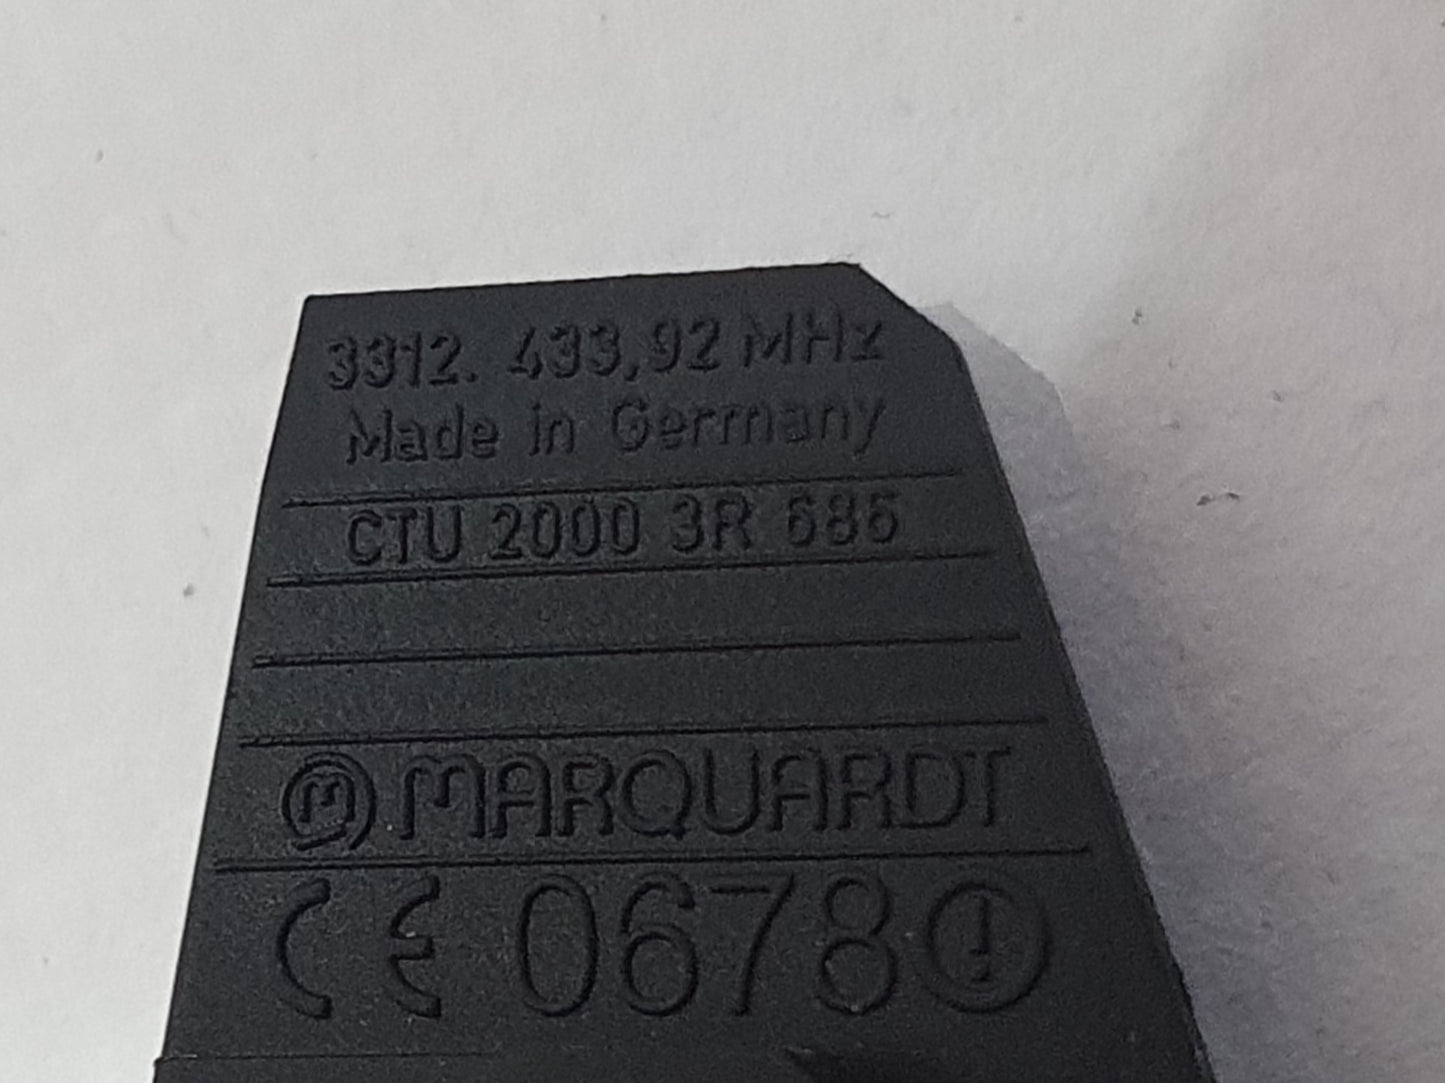 3312. 433,92 MHz
Made in Germany
CTU 2000 3R 686
M MARQUARDT
CE 0678 !